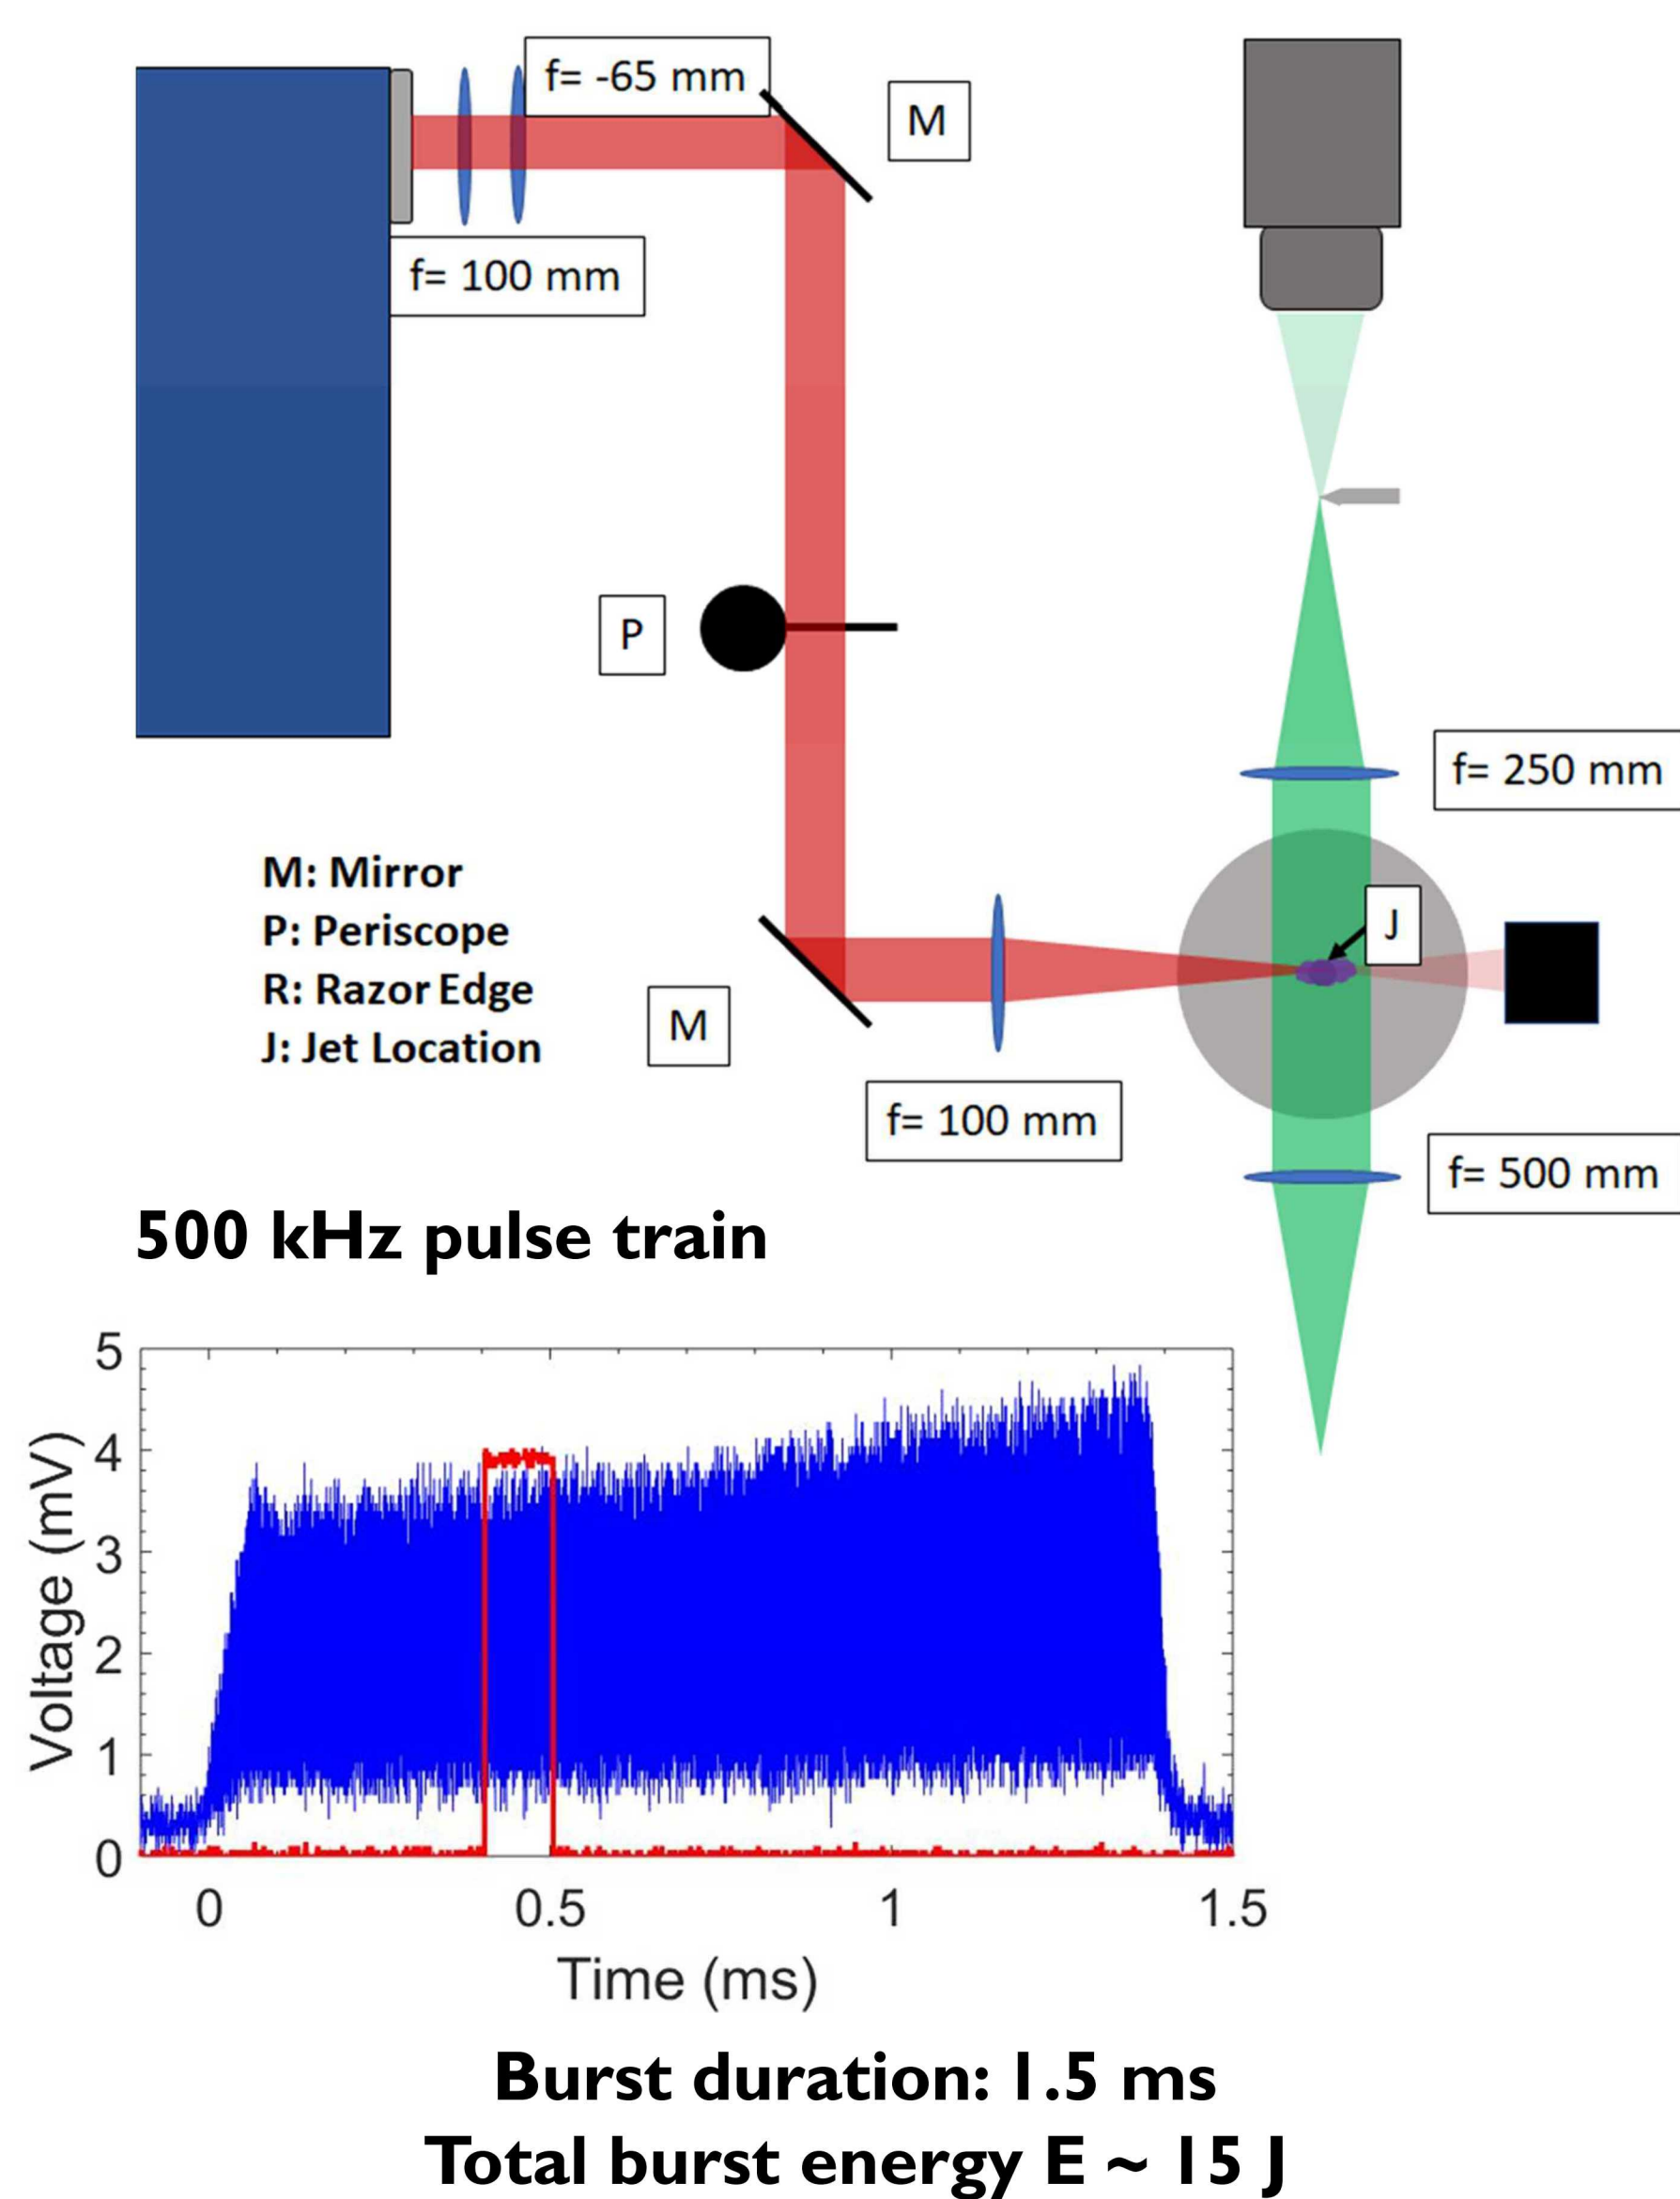 f= -65 mm
M
f= 100 mm
P
f= 250 mm
M: Mirror
P: Periscope
R: Razor Edge
J: Jet Location
J
M
f= 100 mm
f= 500 mm
500 kHz pulse train
5
4
3
2
1
0
Voltage (mV)
0 0.5 1 1.5
Time (ms)
Burst duration: 1.5 ms
Total burst energy E ~ 15 J